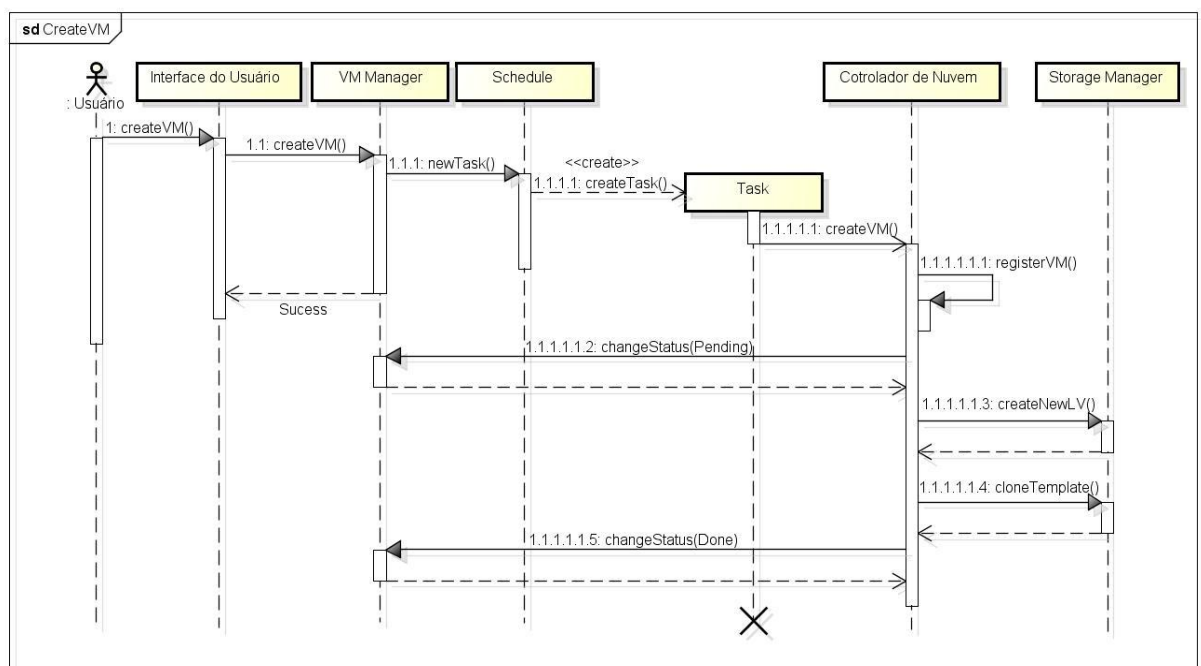 sd CreateVM
: Usuário
Interface do Usuário
VM Manager
Schedule
Cotrolador de Nuvem
Storage Manager
1: createVM()
1.1: createVM()
1.1.1: newTask()
<<create>>
1.1.1.1: createTask()
Task
1.1.1.1.1: createVM()
1.1.1.1.1.1: registerVM()
Sucess
1.1.1.1.1.2: changeStatus(Pending)
1.1.1.1.1.3: createNewLV()
1.1.1.1.1.4: cloneTemplate()
1.1.1.1.1.5: changeStatus(Done)